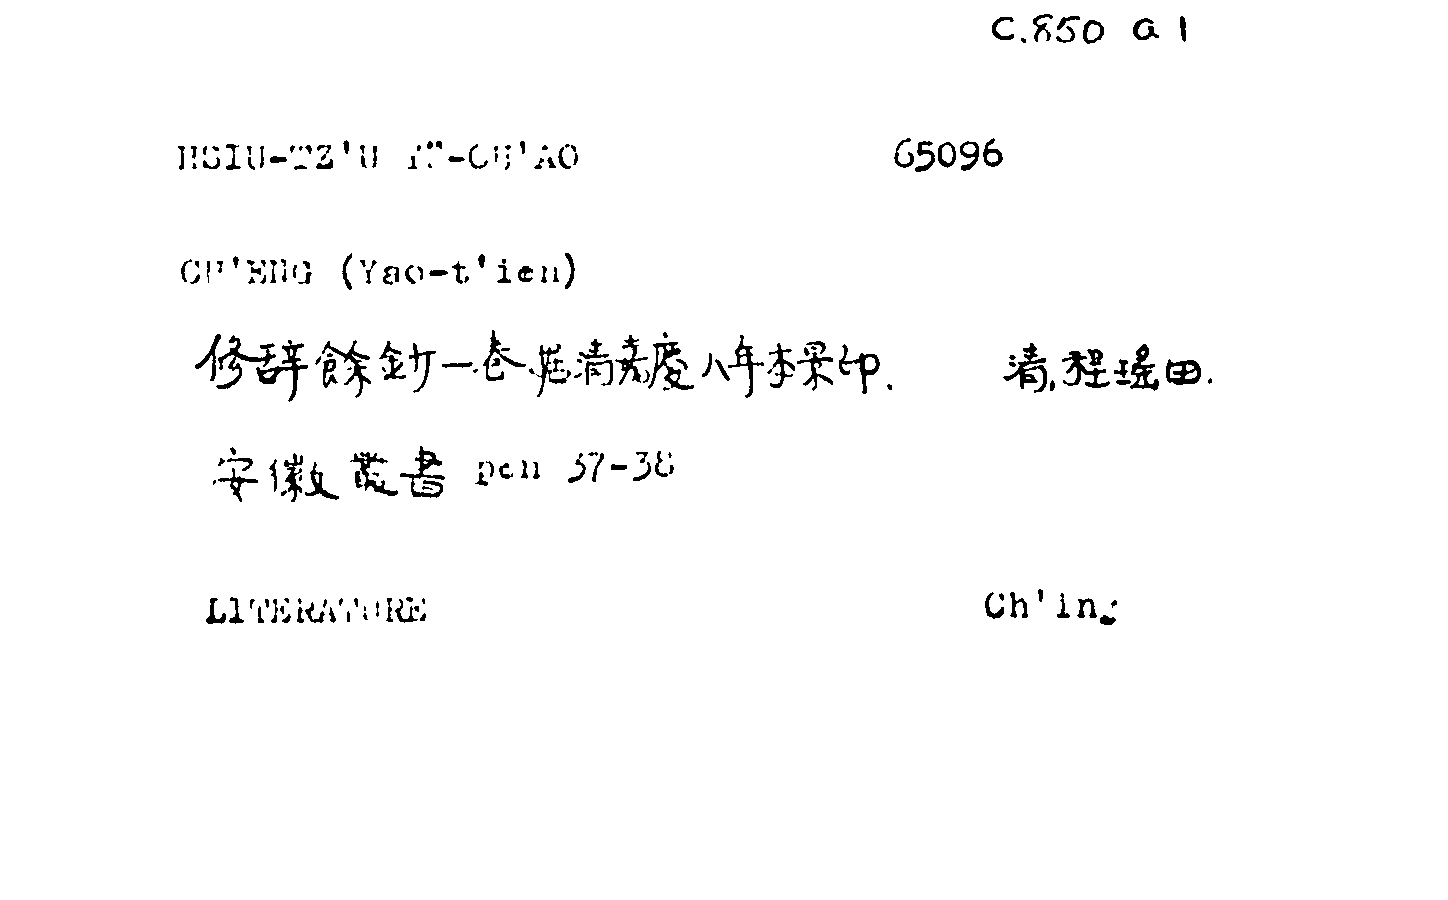 C.850 a 1
HSIU-TZ'U YÜ-CH'AO 65096
CH'ENG (Yao-t'ien)
修辞餘鈔一卷據清嘉慶八年本景印. 清,程瑤田.
安徽叢書 pen 37-38
LITERATURE Ch'ing